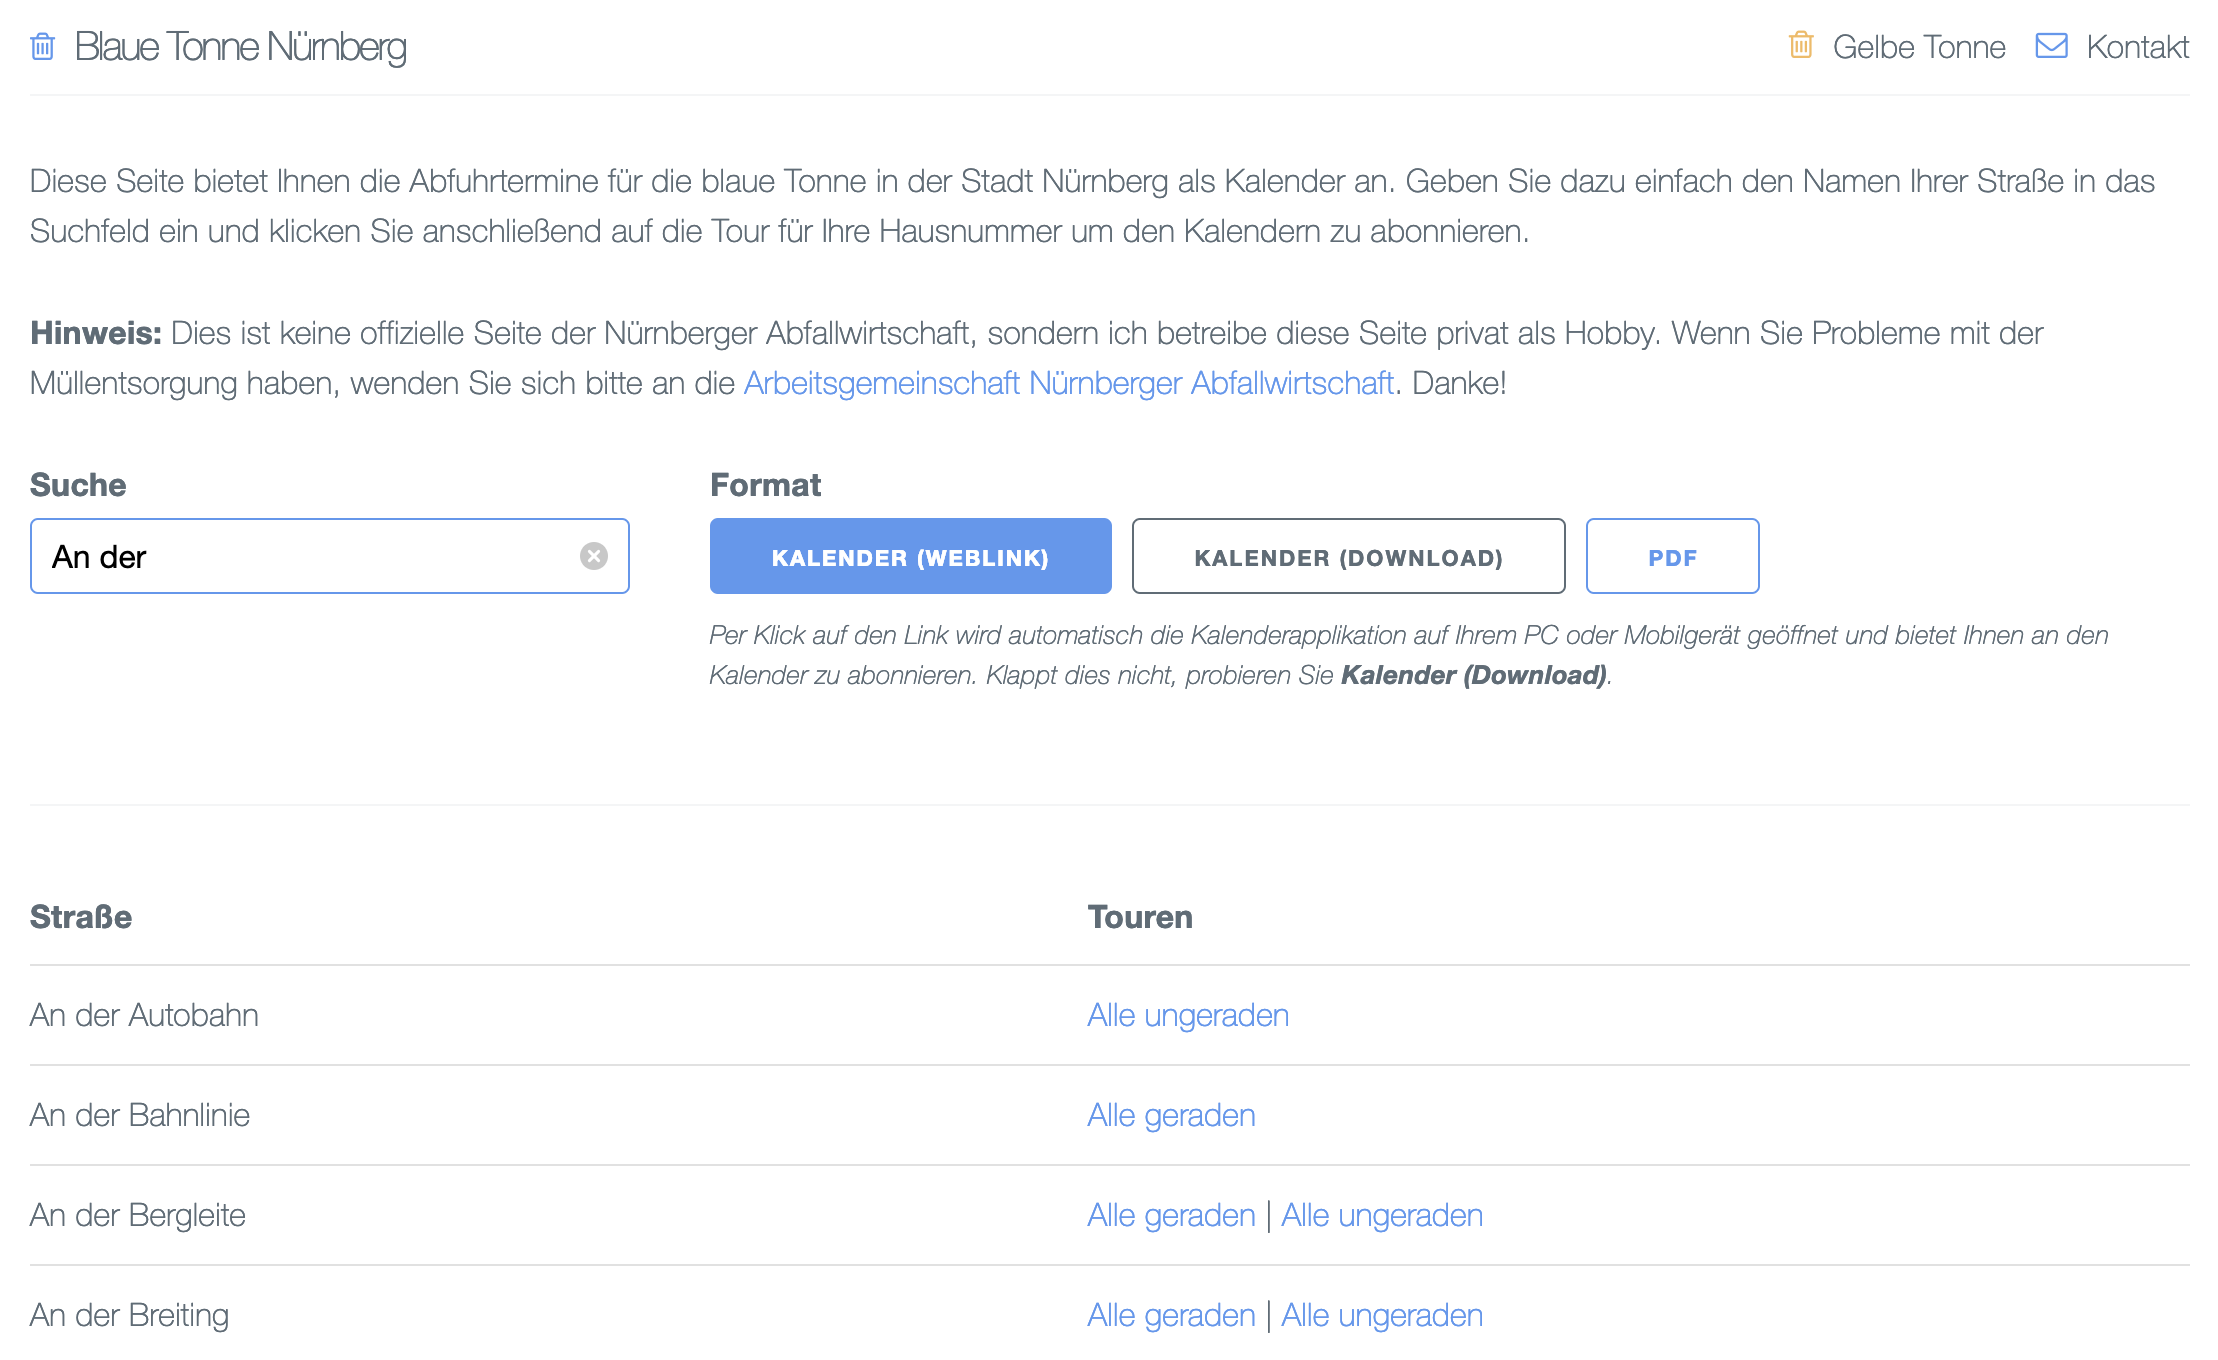 Blaue Tonne Nürnberg
Gelbe Tonne
Kontakt
Diese Seite bietet Ihnen die Abfuhrtermine für die blaue Tonne in der Stadt Nürnberg als Kalender an. Geben Sie dazu einfach den Namen Ihrer Straße in das
Suchfeld ein und klicken Sie anschließend auf die Tour für Ihre Hausnummer um den Kalendern zu abonnieren.
Hinweis: Dies ist keine offizielle Seite der Nürnberger Abfallwirtschaft, sondern ich betreibe diese Seite privat als Hobby. Wenn Sie Probleme mit der
Müllentsorgung haben, wenden Sie sich bitte an die Arbeitsgemeinschaft Nürnberger Abfallwirtschaft. Danke!
Suche
An der
Format
KALENDER (WEBLINK)
KALENDER (DOWNLOAD)
PDF
Per Klick auf den Link wird automatisch die Kalenderapplikation auf Ihrem PC oder Mobilgerät geöffnet und bietet Ihnen an den
Kalender zu abonnieren. Klappt dies nicht, probieren Sie Kalender (Download).
Straße
Touren
An der Autobahn
Alle ungeraden
An der Bahnlinie
Alle geraden
An der Bergleite
Alle geraden | Alle ungeraden
An der Breiting
Alle geraden | Alle ungeraden